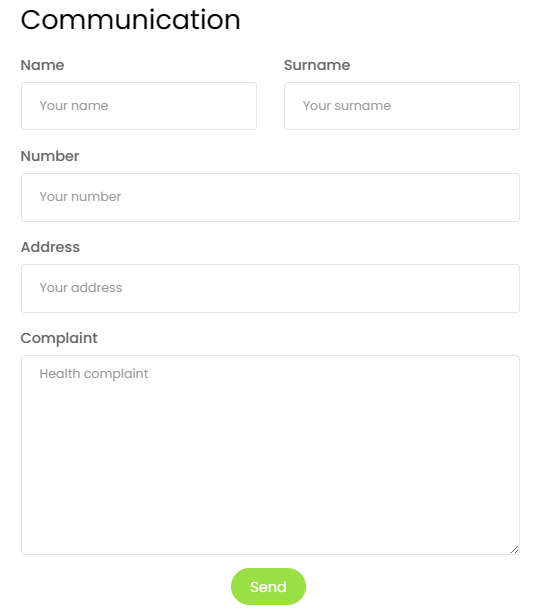 Communication
Name Surname
Your name Your surname
Number
Your number
Address
Your address
Complaint
Health complaint
Send